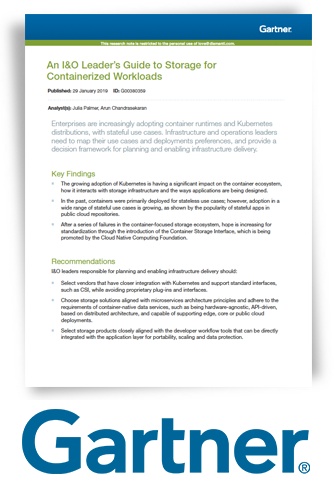 Gartner
This research note is restricted to the personal use of
An I&O Leader's Guide to Storage for
Containerized Workloads
Published: 29 January 2019 ID: G00380359
Analyst(s): Julia Palmer, Arun Chandrasekaran
Enterprises are increasingly adopting container runtimes and Kubernetes
distributions, with stateful use cases. Infrastructure and operations leaders
need to map their use cases and deployments preferences, and provide a
decision framework for planning and enabling infrastructure delivery.
Key Findings
The growing adoption of Kubernetes is having a significant impact on the container ecosystem,
how it interacts with storage infrastructure and the ways applications are being designed.
In the past, containers were primarily deployed for stateless use cases; however, adoption in a
wide range of stateful use cases is growing, as shown by the popularity of stateful apps in
public cloud repositories.
After a series of failures in the container-focused storage ecosystem, hope is increasing for
standardization through the introduction of the Container Storage Interface, which is being
promoted by the Cloud Native Computing Foundation.
Recommendations
I&O leaders responsible for planning and enabling infrastructure delivery should:
Select vendors that have closer integration with Kubernetes and support standard interfaces,
such as CSI, while avoiding proprietary plug-ins and interfaces.
Choose storage solutions aligned with microservices architecture principles and adhere to the
requirements of container-native data services, such as being hardware-agnostic, API-driven,
based on distributed architecture, and capable of supporting edge, core or public cloud
deployments.
Select storage products closely aligned with the developer workflow tools that can be directly
integrated with the application layer for portability, scaling and data protection.
Gartner®